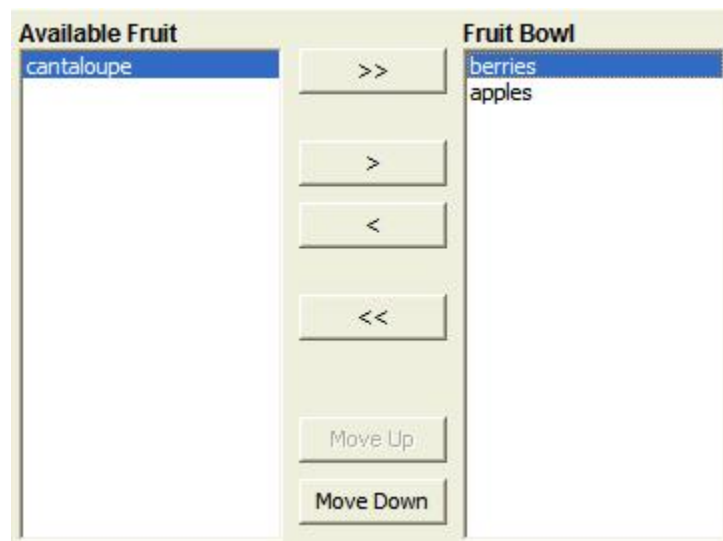 Available Fruit
cantaloupe
>>
>
<
<<
Move Up
Move Down
Fruit Bowl
berries
apples